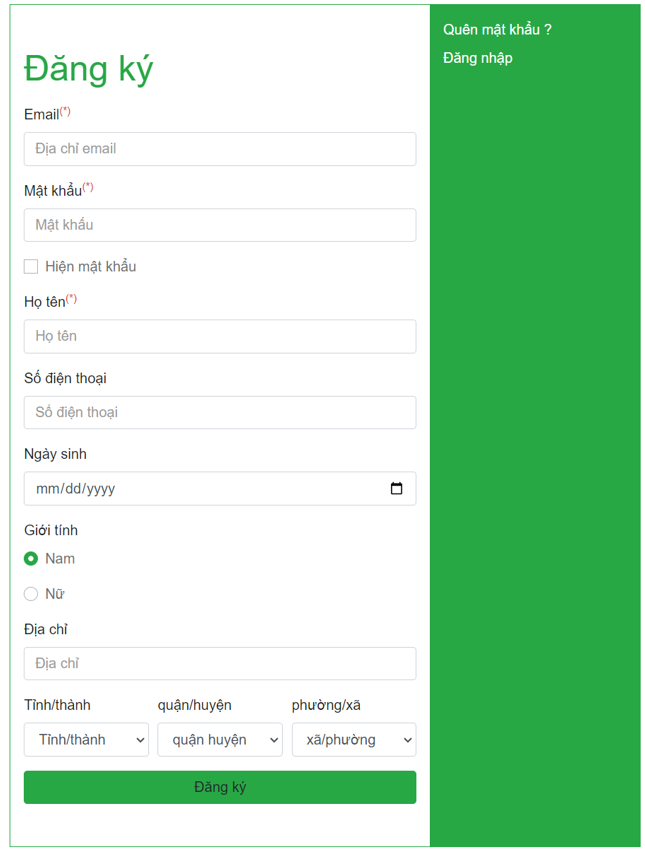 Đăng ký
Email(*)
Địa chỉ email
Mật khẩu(*)
Mật khẩu
Hiện mật khẩu
Họ tên(*)
Họ tên
Số điện thoại
Số điện thoại
Ngày sinh
mm/dd/yyyy
Giới tính
Nam
Nữ
Địa chỉ
Địa chỉ
Tỉnh/thành quận/huyện phường/xã
Tỉnh/thành quận huyện xã/phường
Đăng ký
Quên mật khẩu ?
Đăng nhập